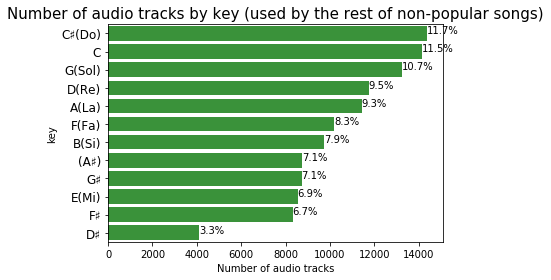 Number of audio tracks by key (used by the rest of non-popular songs)
C♯(Do) 11.7%
C 11.5%
G(Sol) 10.7%
D(Re) 9.5%
A(La) 9.3%
F(Fa) 8.3%
B(Si) 7.9%
(A♯) 7.1%
G♯ 7.1%
E(Mi) 6.9%
F♯ 6.7%
D♯ 3.3%
key
0 2000 4000 6000 8000 10000 12000 14000
Number of audio tracks